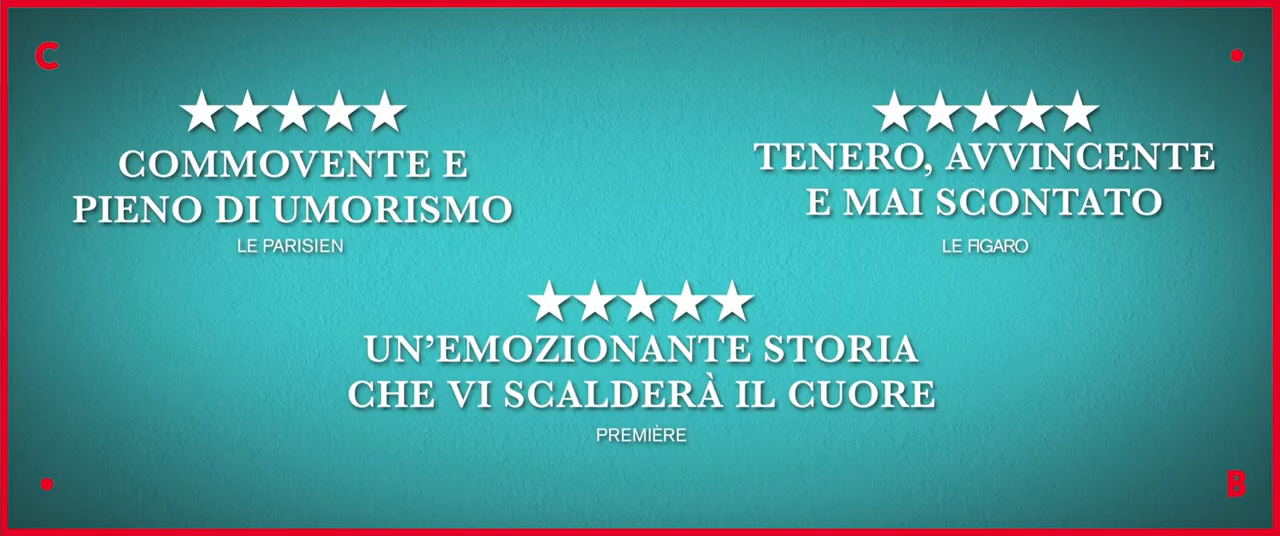 C
★★★★★
COMMOVENTE E
PIENO DI UMORISMO
LE PARISIEN
★★★★★
TENERO, AVVINCENTE
E MAI SCONTATO
LE FIGARO
★★★★★
UN’EMOZIONANTE STORIA
CHE VI SCALDERÀ IL CUORE
PREMIÈRE
B